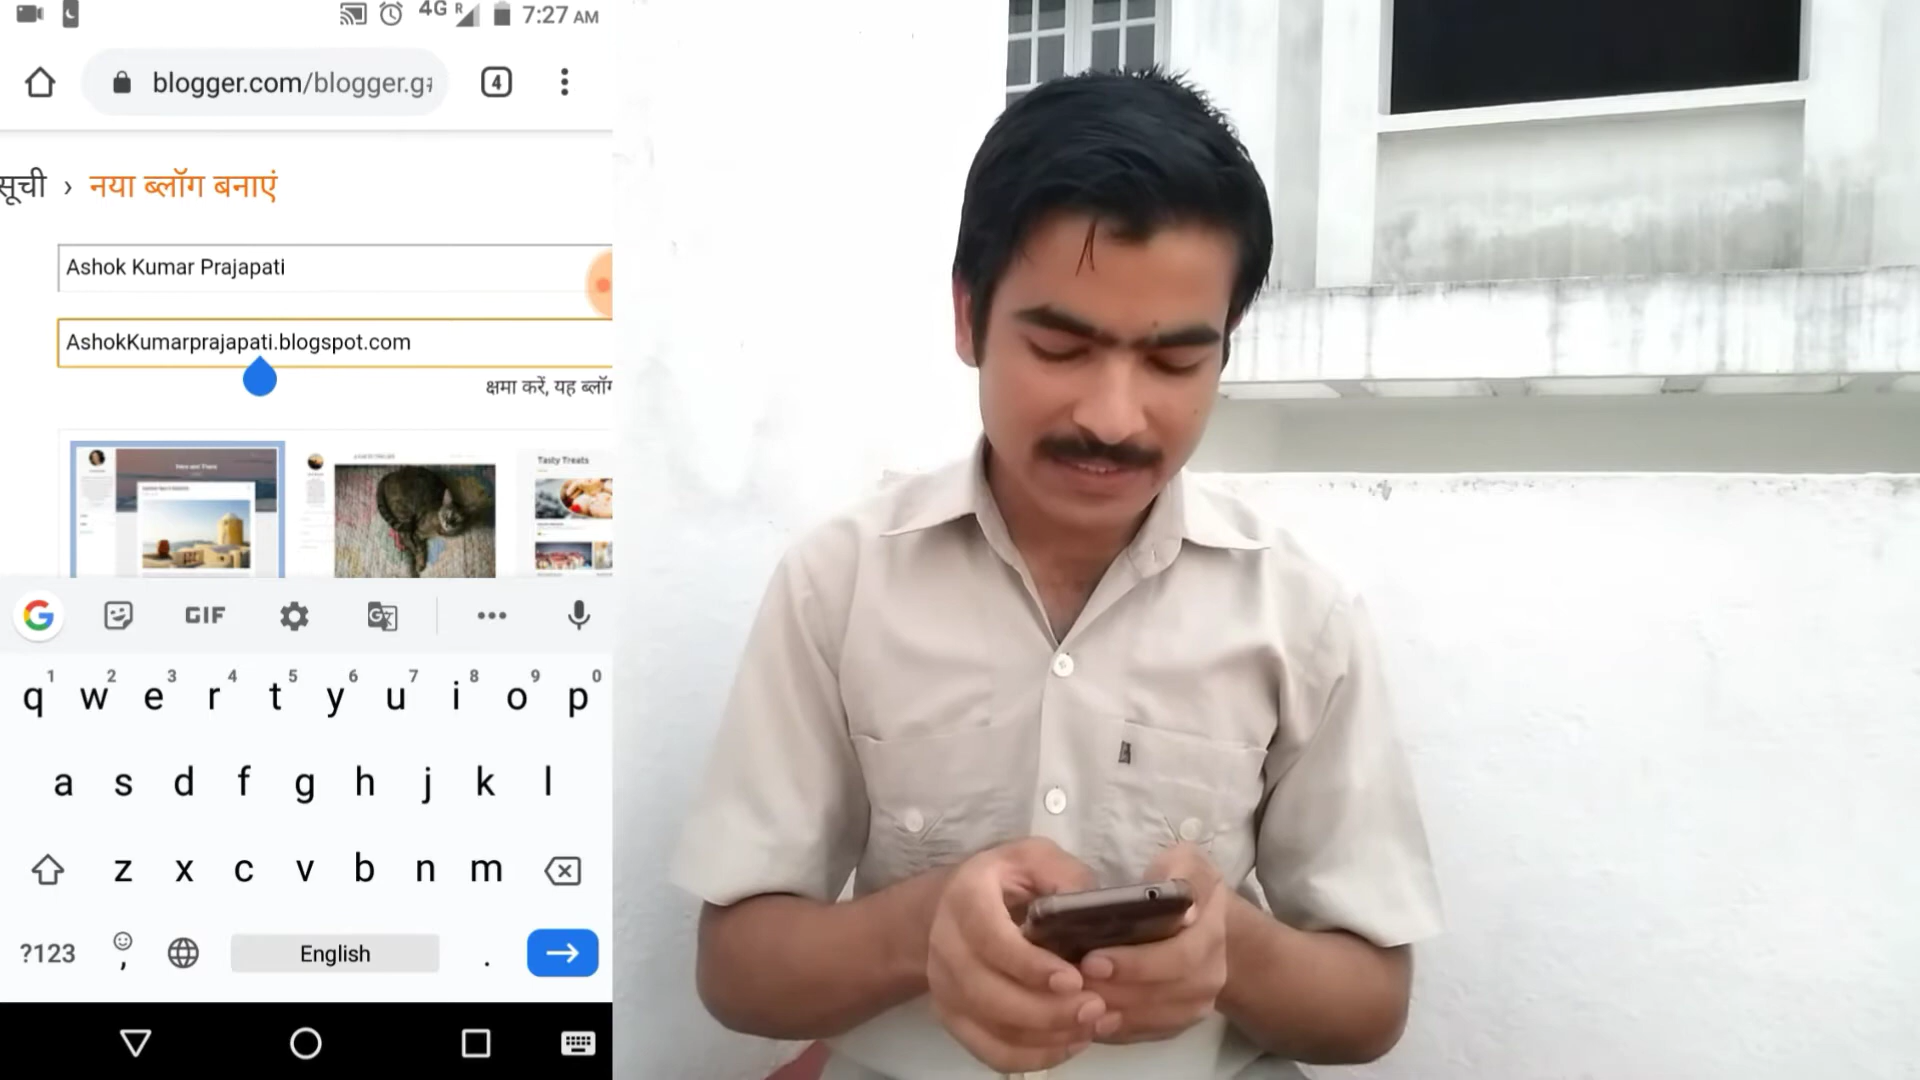 4G R 7:27 AM
blogger.com/blogger.g
4
सूची › नया ब्लॉग बनाएं
Ashok Kumar Prajapati
AshokKumarprajapati.blogspot.com
क्षमा करें, यह ब्लॉग
Tasty Treats
GIF
1 2 3 4 5 6 7 8 9 0
q w e r t y u i o p
a s d f g h j k l
z x c v b n m
?123 , English .